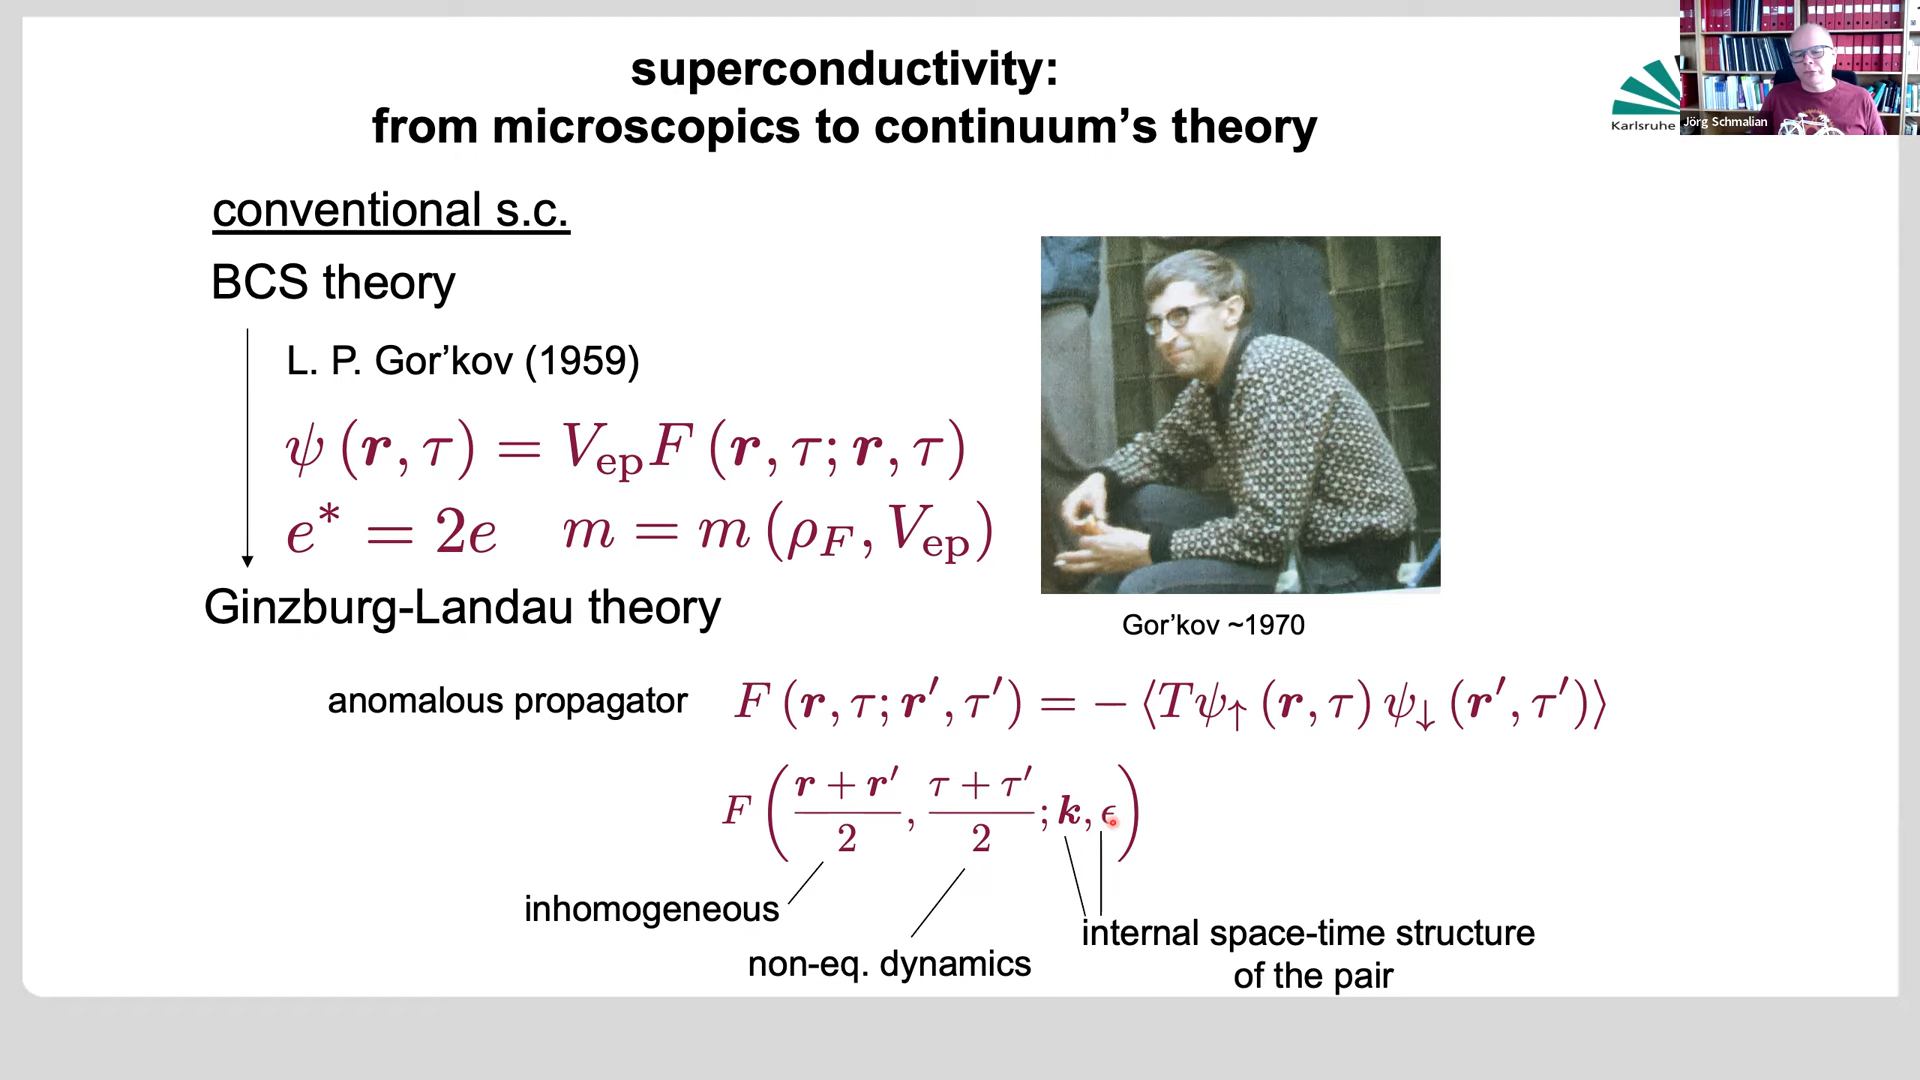 superconductivity:
from microscopics to continuum’s theory
Karlsruhe
Jörg Schmalian
conventional s.c.
BCS theory
L. P. Gor’kov (1959)
ψ (r, τ) = V_ep F (r, τ; r, τ)
e* = 2e    m = m (ρ_F, V_ep)
Ginzburg-Landau theory
Gor’kov ~1970
anomalous propagator F (r, τ; r′, τ′) = − ⟨Tψ↑ (r, τ) ψ↓ (r′, τ′)⟩
F ( (r + r′)/2 , (τ + τ′)/2 ; k, ϵ )
inhomogeneous
non-eq. dynamics
internal space-time structure
of the pair